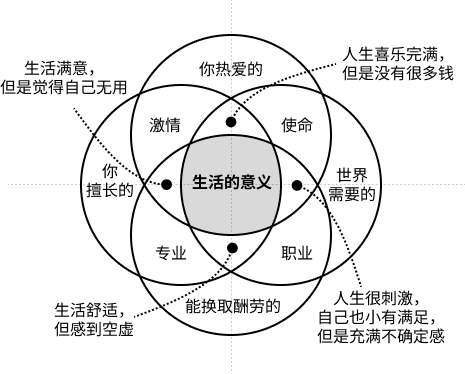 生活满意，
但是觉得自己无用
人生喜乐完满，
但是没有很多钱
你热爱的
激情
使命
你
擅长的
生活的意义
世界
需要的
专业
职业
能换取酬劳的
生活舒适，
但感到空虚
人生很刺激，
自己也小有满足，
但是充满不确定感